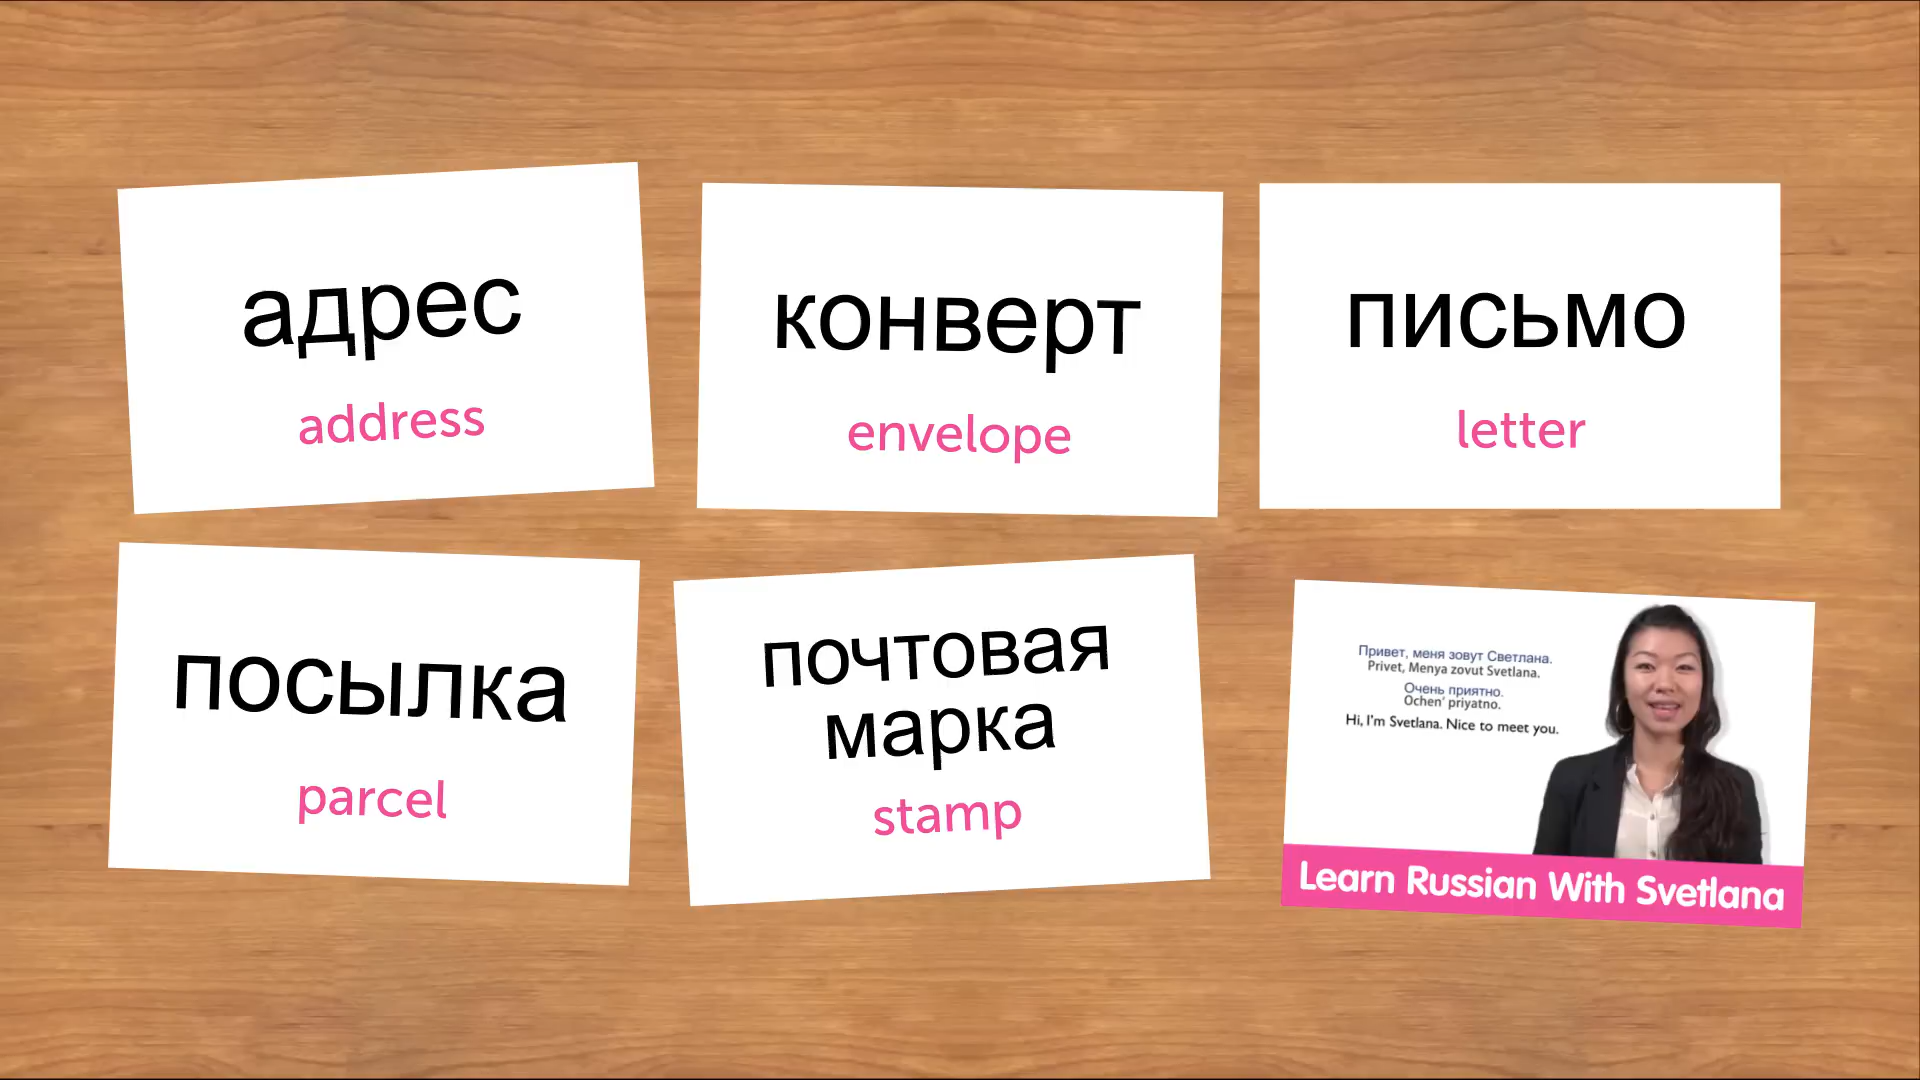 адрес
address
конверт
envelope
письмо
letter
посылка
parcel
почтовая
марка
stamp
Привет, меня зовут Светлана.
Privet, Menya zovut Svetlana.
Очень приятно.
Ochen' priyatno.
Hi, I'm Svetlana. Nice to meet you.
Learn Russian With Svetlana